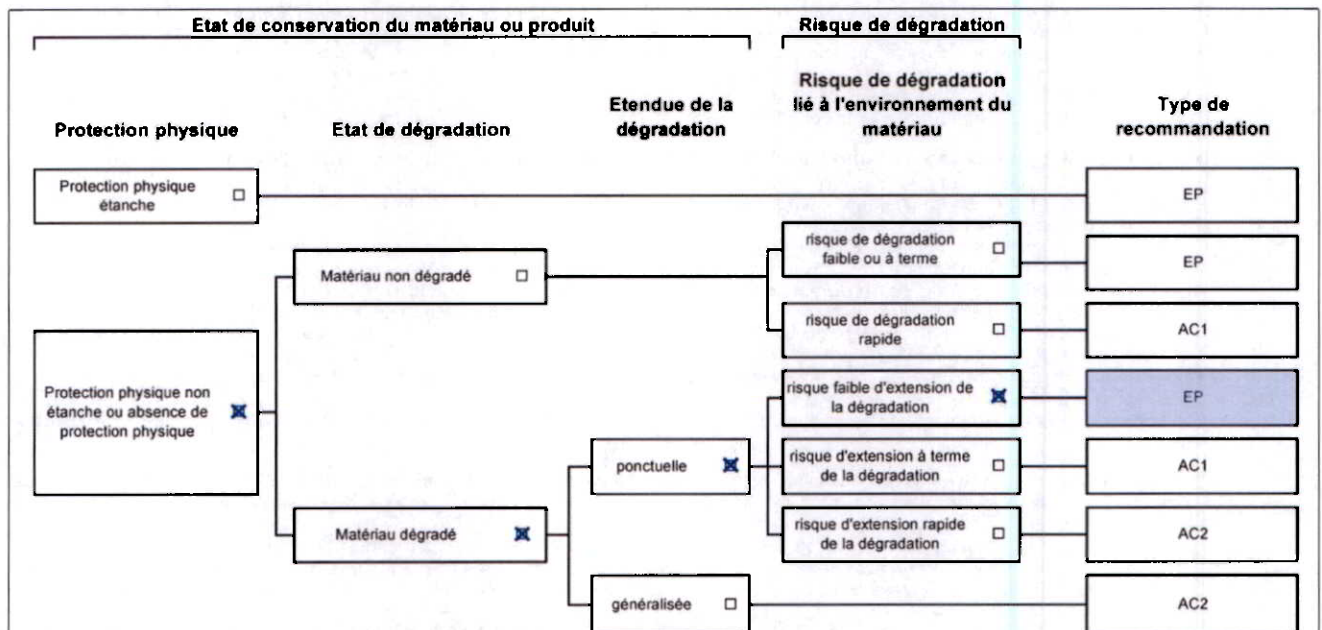 Etat de conservation du matériau ou produit
Risque de dégradation
Protection physique
Etat de dégradation
Etendue de la
dégradation
Risque de dégradation
lié à l'environnement du
matériau
Type de
recommandation
Protection physique
étanche
EP
risque de dégradation
faible ou à terme
EP
Matériau non dégradé
risque de dégradation
rapide
AC1
Protection physique non
étanche ou absence de
protection physique
risque faible d'extension de
la dégradation
EP
ponctuelle
risque d'extension à terme
de la dégradation
AC1
Matériau dégradé
risque d'extension rapide
de la dégradation
AC2
généralisée
AC2